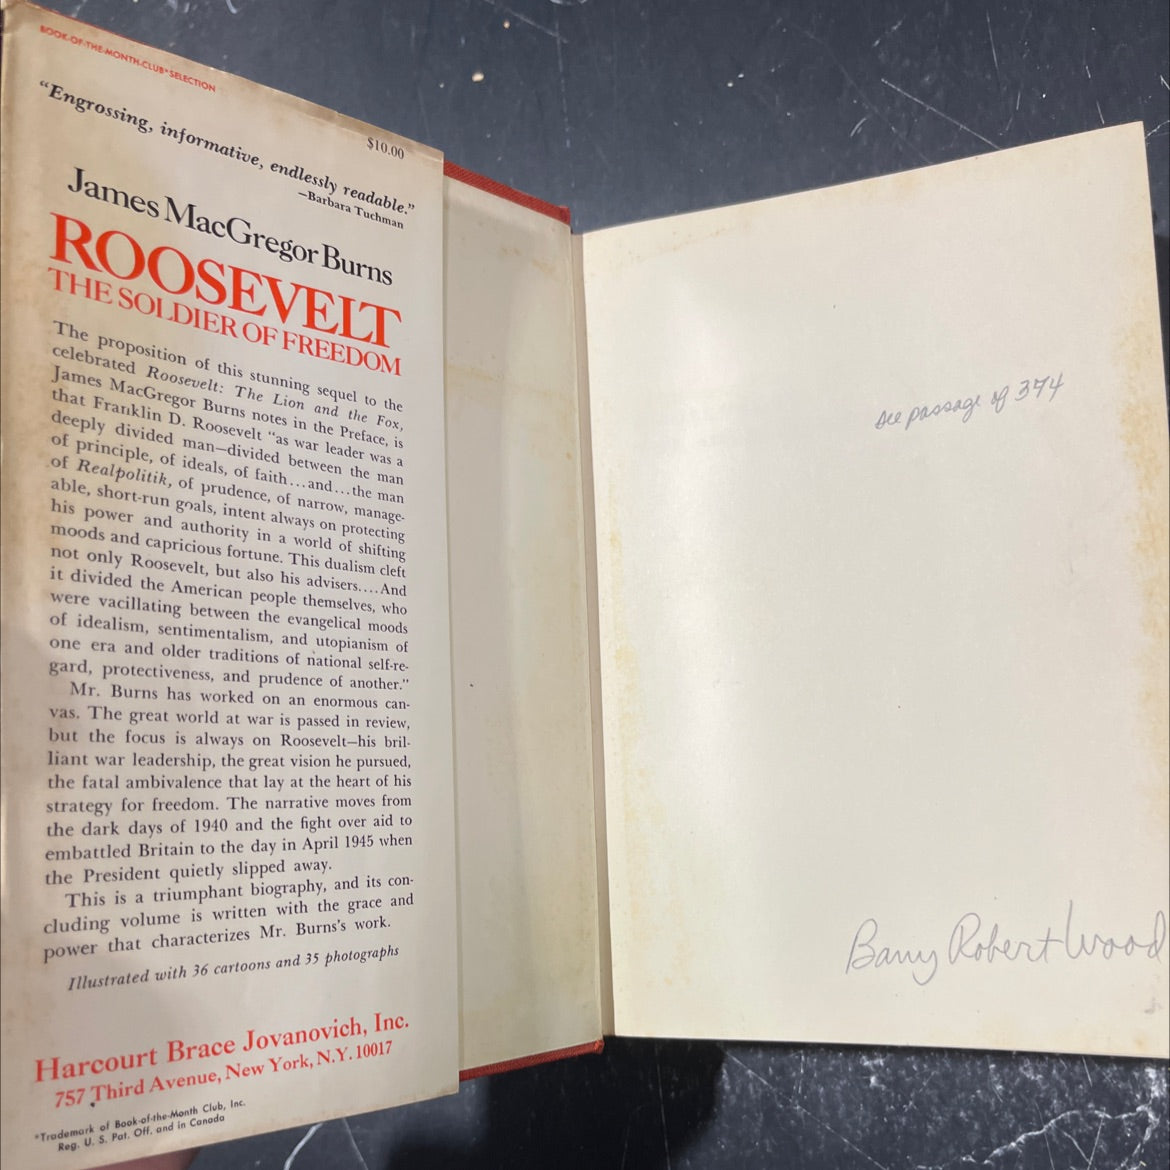 BOOK-OF-THE-MONTH-CLUB* SELECTION
$10.00
“Engrossing, informative, endlessly readable.”
—Barbara Tuchman
James MacGregor Burns
ROOSEVELT
THE SOLDIER OF FREEDOM
The proposition of this stunning sequel to the
celebrated Roosevelt: The Lion and the Fox,
James MacGregor Burns notes in the Preface, is
that Franklin D. Roosevelt “as war leader was a
deeply divided man—divided between the man
of principle, of ideals, of faith...and...the man
of Realpolitik, of prudence, of narrow, manage-
able, short-run goals, intent always on protecting
his power and authority in a world of shifting
moods and capricious fortune. This dualism cleft
not only Roosevelt, but also his advisers....And
it divided the American people themselves, who
were vacillating between the evangelical moods
of idealism, sentimentalism, and utopianism of
one era and older traditions of national self-re-
gard, protectiveness, and prudence of another.”
Mr. Burns has worked on an enormous can-
vas. The great world at war is passed in review,
but the focus is always on Roosevelt—his bril-
liant war leadership, the great vision he pursued,
the fatal ambivalence that lay at the heart of his
strategy for freedom. The narrative moves from
the dark days of 1940 and the fight over aid to
embattled Britain to the day in April 1945 when
the President quietly slipped away.
This is a triumphant biography, and its con-
cluding volume is written with the grace and
power that characterizes Mr. Burns's work.
Illustrated with 36 cartoons and 35 photographs
Harcourt Brace Jovanovich, Inc.
757 Third Avenue, New York, N.Y. 10017
*Trademark of Book-of-the-Month Club, Inc.
Reg. U. S. Pat. Off. and in Canada
see passage of 374
Barry Robert Wood